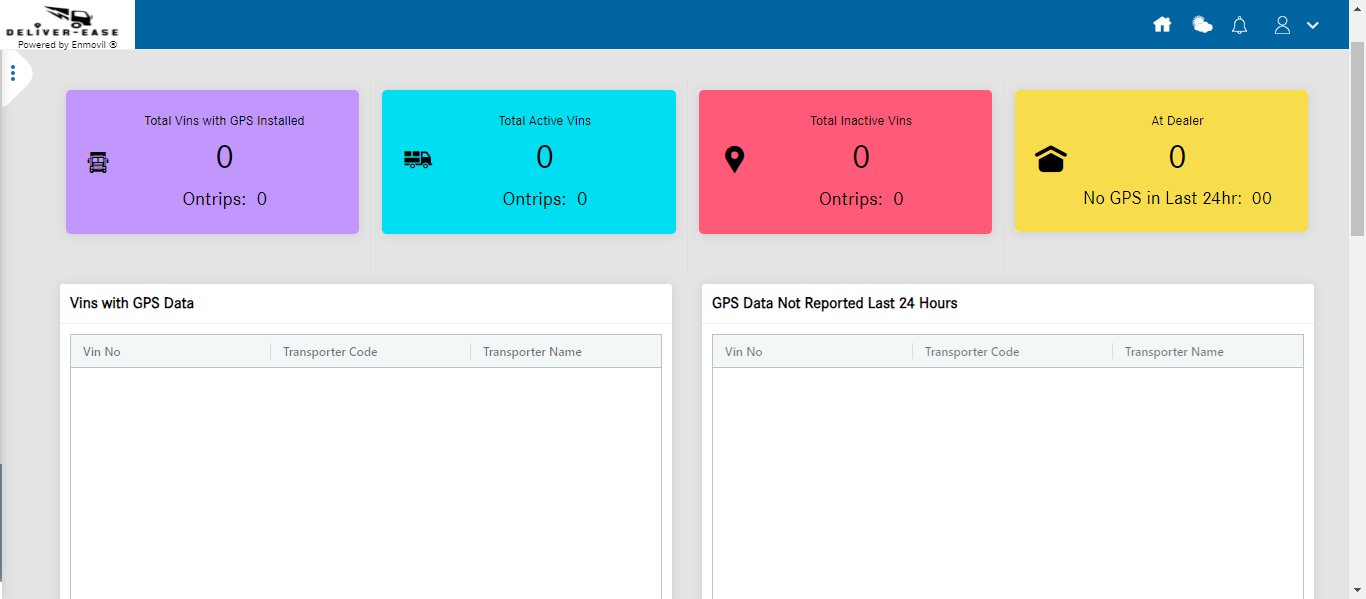 DELIVER-EASE
Powered by Enmovil ®
Total Vins with GPS Installed
0
Ontrips: 0
Total Active Vins
0
Ontrips: 0
Total Inactive Vins
0
Ontrips: 0
At Dealer
0
No GPS in Last 24hr: 00
Vins with GPS Data
Vin No Transporter Code Transporter Name
GPS Data Not Reported Last 24 Hours
Vin No Transporter Code Transporter Name